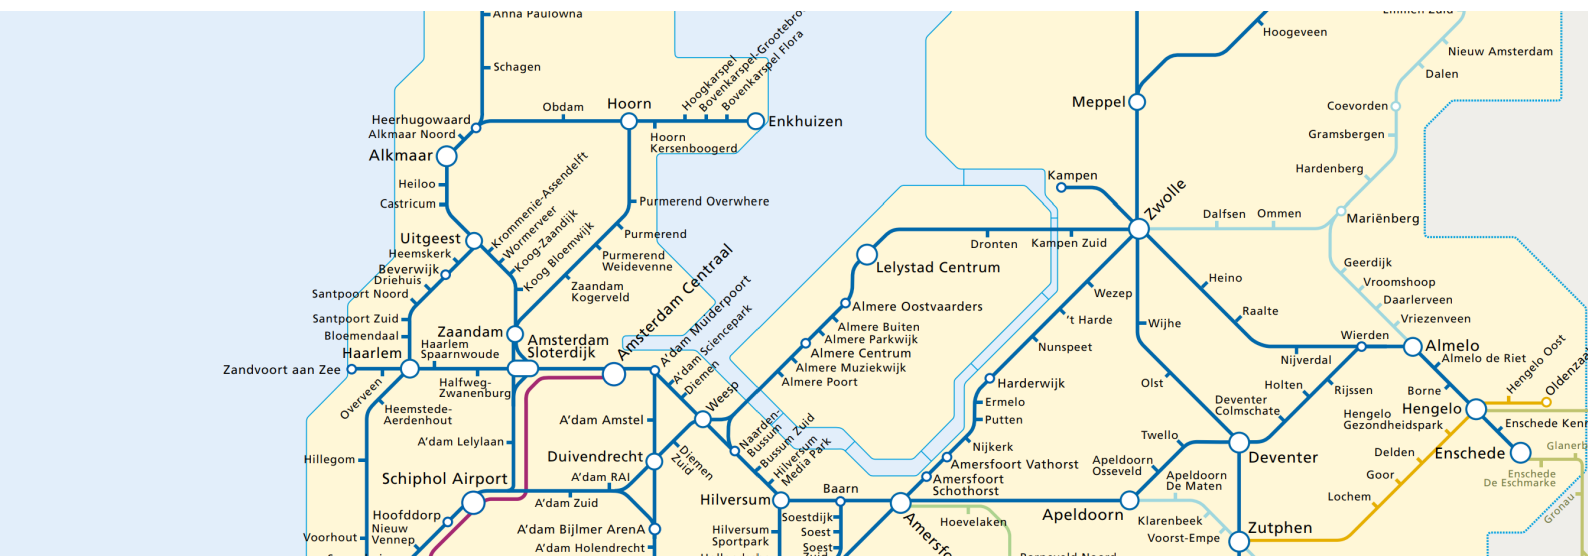 Anna Paulowna
Schagen
Heerhugowaard
Alkmaar Noord
Alkmaar
Heiloo
Castricum
Uitgeest
Heemskerk
Beverwijk
Driehuis
Santpoort Noord
Santpoort Zuid
Bloemendaal
Haarlem
Zandvoort aan Zee
Overveen
Heemstede-
Aerdenhout
Hillegom
Voorhout
Obdam
Hoorn
Hoogkarspel
Bovenkarspel Flora
Enkhuizen
Hoorn
Kersenboogerd
Purmerend Overwhere
Purmerend
Purmerend
Weidevenne
Zaandam
Kogerveld
Krommenie-Assendelft
Wormerveer
Koog-Zaandijk
Koog Bloemwijk
Zaandam
Haarlem
Spaarnwoude
Halfweg-
Zwanenburg
Amsterdam
Sloterdijk
Amsterdam Centraal
A'dam Muiderpoort
A'dam Sciencepark
Diemen
Weesp
A'dam Lelylaan
Schiphol Airport
Hoofddorp
Nieuw
Vennep
A'dam Amstel
Duivendrecht
A'dam RAI
A'dam Zuid
Diemen
Zuid
A'dam Bijlmer ArenA
A'dam Holendrecht
Naarden-
Bussum
Bussum Zuid
Hilversum
Media Park
Hilversum
Hilversum
Sportpark
Baarn
Soestdijk
Soest
Soest
Lelystad Centrum
Almere Oostvaarders
Almere Buiten
Almere Parkwijk
Almere Centrum
Almere Muziekwijk
Almere Poort
Dronten
Kampen Zuid
Kampen
Zwolle
Meppel
Hoogeveen
Nieuw Amsterdam
Dalen
Coevorden
Gramsbergen
Hardenberg
Mariënberg
Dalfsen
Ommen
Geerdijk
Vroomshoop
Daarlerveen
Vriezenveen
Almelo
Wezep
't Harde
Nunspeet
Harderwijk
Ermelo
Putten
Nijkerk
Amersfoort Vathorst
Amersfoort
Schothorst
Hoevelaken
Heino
Raalte
Nijverdal
Wierden
Wijhe
Olst
Deventer
Colmschate
Holten
Rijssen
Twello
Deventer
Apeldoorn
Osseveld
Apeldoorn
De Maten
Apeldoorn
Klarenbeek
Voorst-Empe
Zutphen
Lochem
Goor
Delden
Hengelo
Gezondheidspark
Hengelo
Borne
Almelo de Riet
Hengelo Oost
Enschede
Enschede
De Eschmarke
Gronau